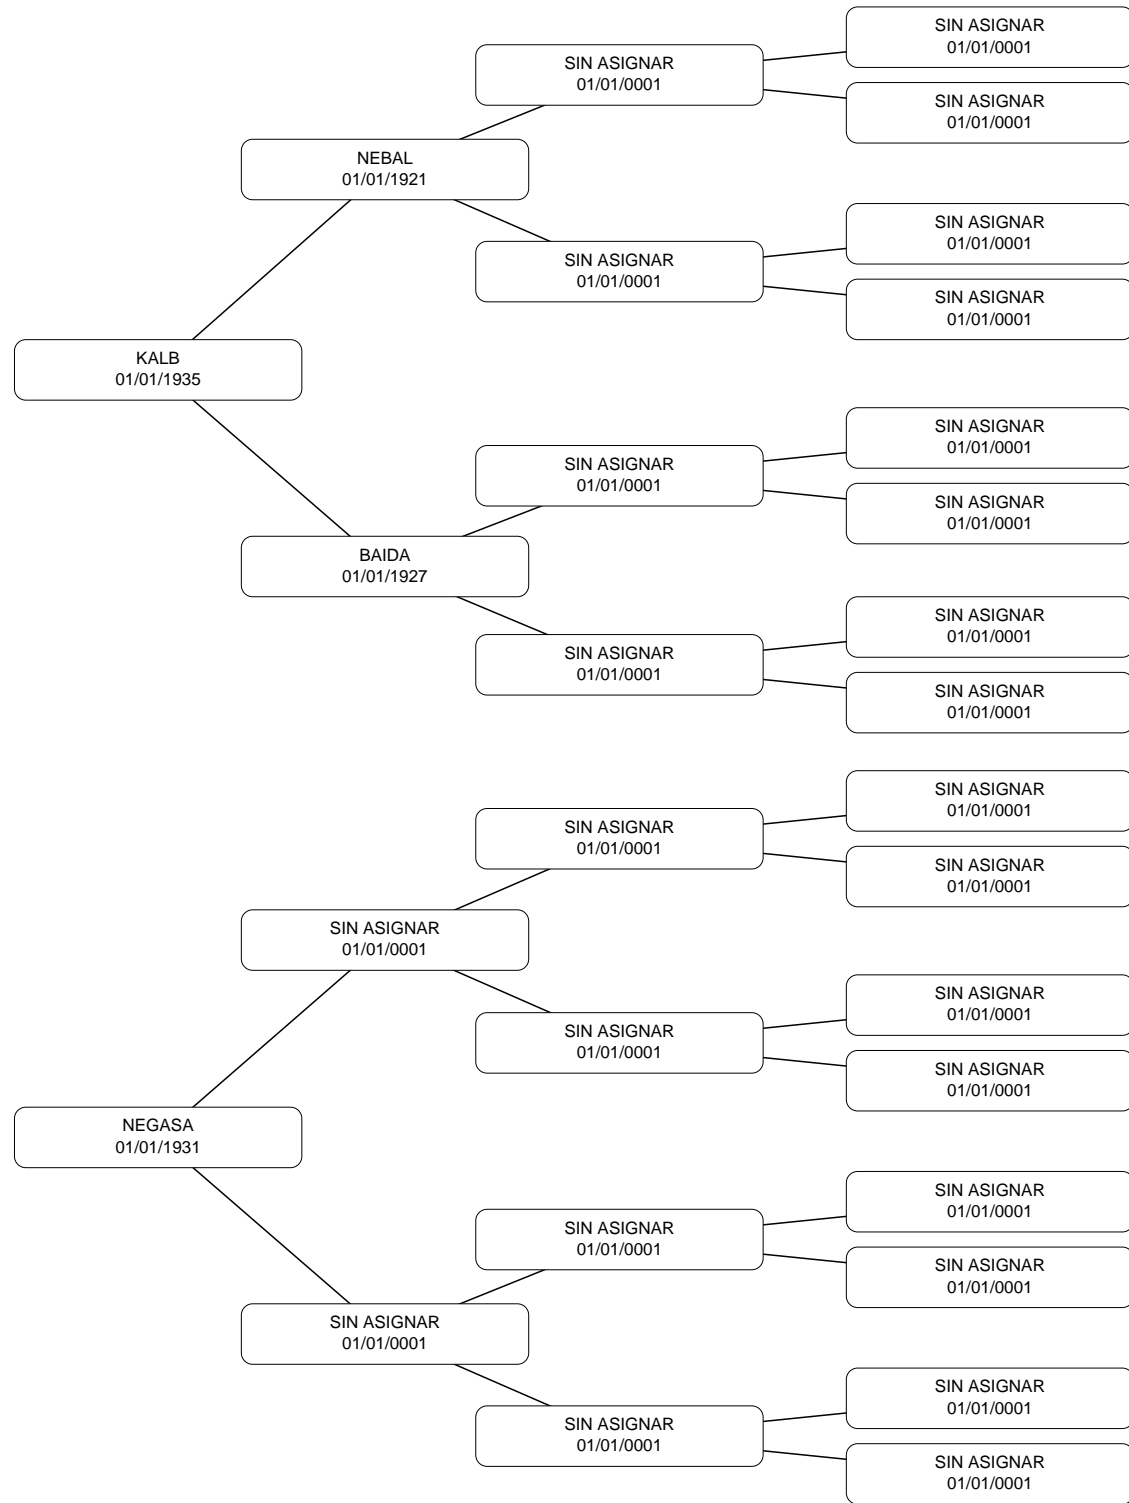 SIN ASIGNAR
01/01/0001
SIN ASIGNAR
01/01/0001
SIN ASIGNAR
01/01/0001
NEBAL
01/01/1921
SIN ASIGNAR
01/01/0001
SIN ASIGNAR
01/01/0001
SIN ASIGNAR
01/01/0001
KALB
01/01/1935
SIN ASIGNAR
01/01/0001
SIN ASIGNAR
01/01/0001
SIN ASIGNAR
01/01/0001
BAIDA
01/01/1927
SIN ASIGNAR
01/01/0001
SIN ASIGNAR
01/01/0001
SIN ASIGNAR
01/01/0001
SIN ASIGNAR
01/01/0001
SIN ASIGNAR
01/01/0001
SIN ASIGNAR
01/01/0001
SIN ASIGNAR
01/01/0001
SIN ASIGNAR
01/01/0001
SIN ASIGNAR
01/01/0001
SIN ASIGNAR
01/01/0001
NEGASA
01/01/1931
SIN ASIGNAR
01/01/0001
SIN ASIGNAR
01/01/0001
SIN ASIGNAR
01/01/0001
SIN ASIGNAR
01/01/0001
SIN ASIGNAR
01/01/0001
SIN ASIGNAR
01/01/0001
SIN ASIGNAR
01/01/0001